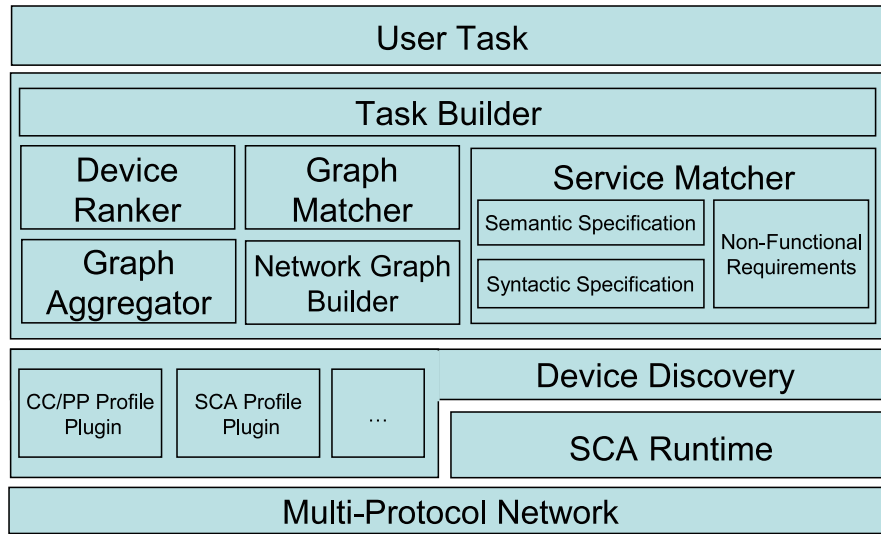 User Task
Task Builder
Device
Ranker
Graph
Matcher
Service Matcher
Semantic Specification
Syntactic Specification
Non-Functional
Requirements
Graph
Aggregator
Network Graph
Builder
CC/PP Profile
Plugin
SCA Profile
Plugin
...
Device Discovery
SCA Runtime
Multi-Protocol Network